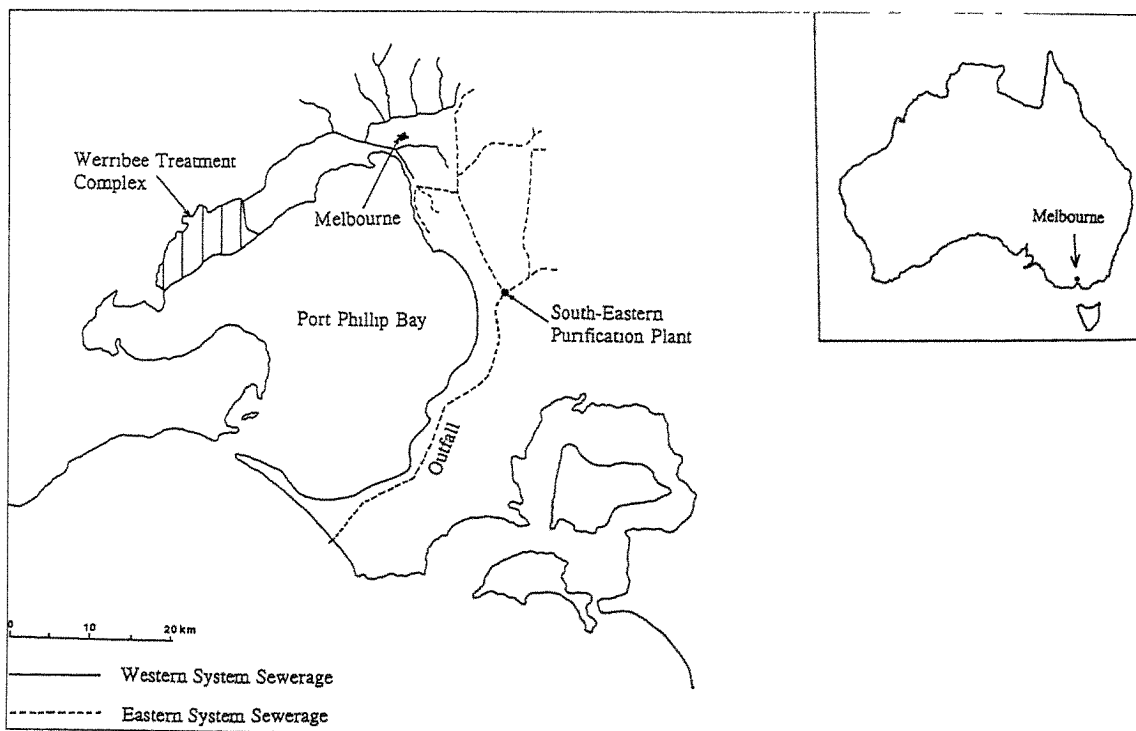 Werribee Treatment
Complex
Melbourne
Port Phillip Bay
South-Eastern
Purification Plant
Outfall
0 10 20 km
Western System Sewerage
Eastern System Sewerage
Melbourne